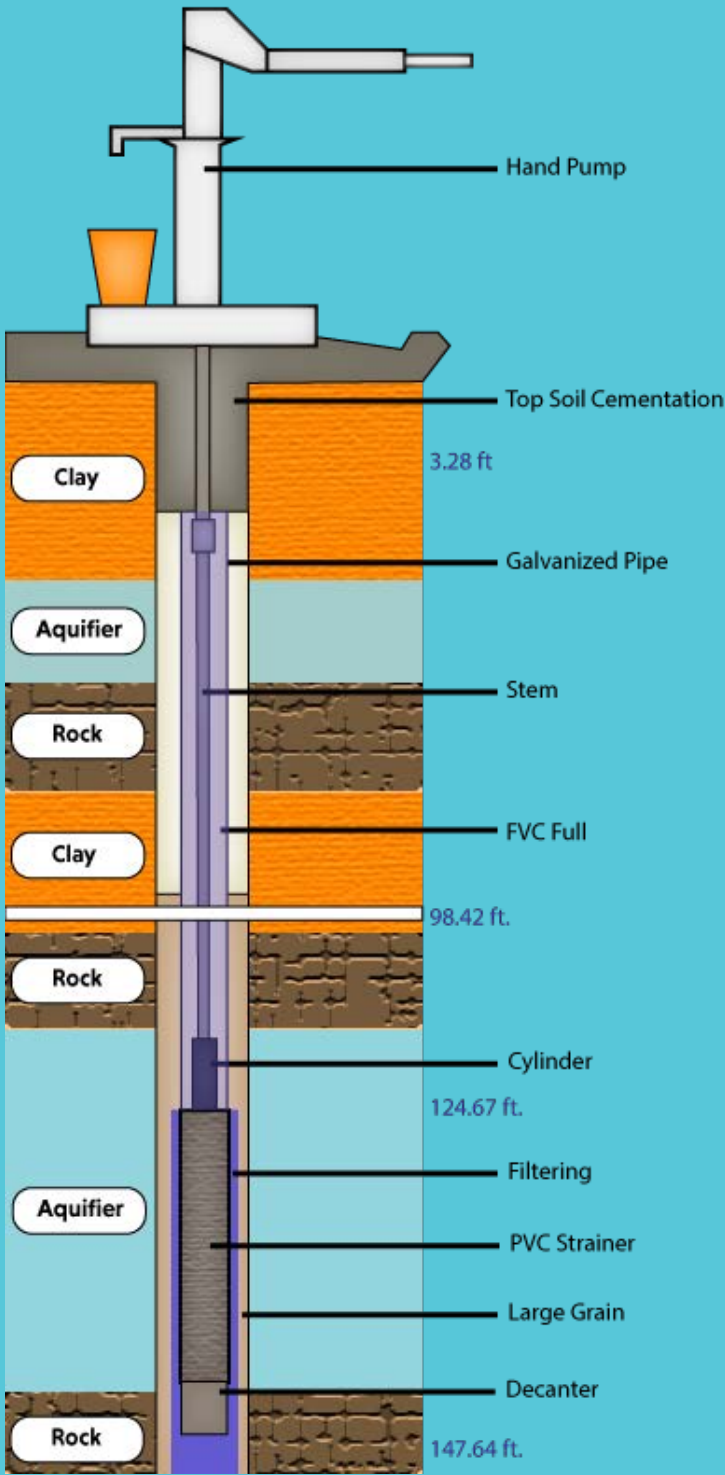 Hand Pump
Top Soil Cementation
3.28 ft
Clay
Galvanized Pipe
Aquifier
Stem
Rock
FVC Full
Clay
98.42 ft.
Rock
Cylinder
124.67 ft.
Filtering
Aquifier
PVC Strainer
Large Grain
Decanter
Rock
147.64 ft.